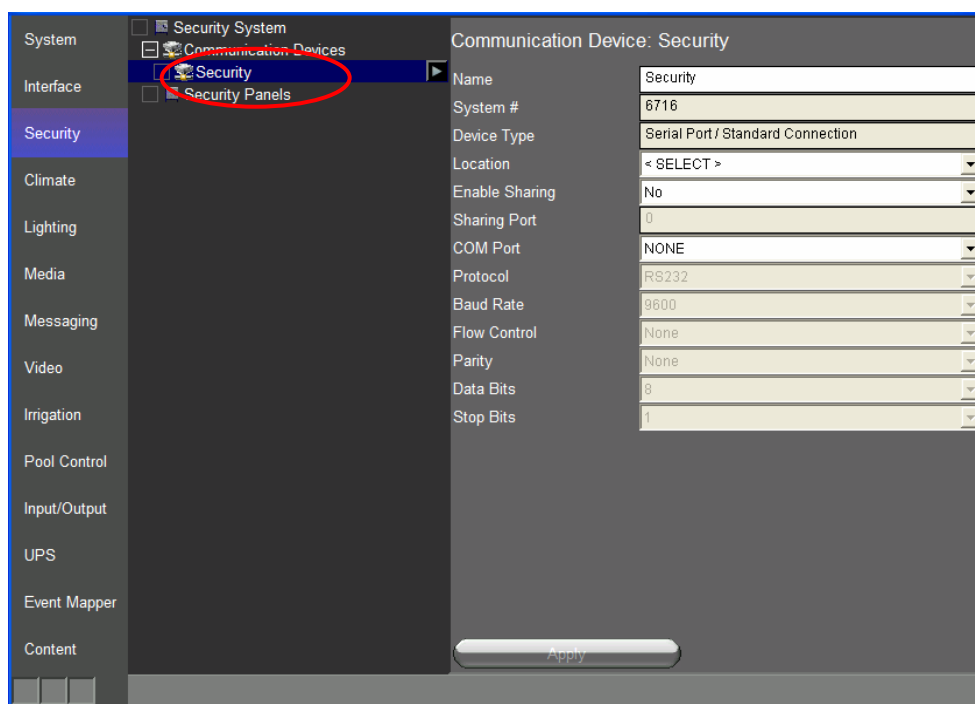 System
Interface
Security
Climate
Lighting
Media
Messaging
Video
Irrigation
Pool Control
Input/Output
UPS
Event Mapper
Content
Security System
Communication Devices
Security
Security Panels
Communication Device: Security
Name Security
System # 6716
Device Type Serial Port / Standard Connection
Location < SELECT >
Enable Sharing No
Sharing Port 0
COM Port NONE
Protocol RS232
Baud Rate 9600
Flow Control None
Parity None
Data Bits 8
Stop Bits 1
Apply